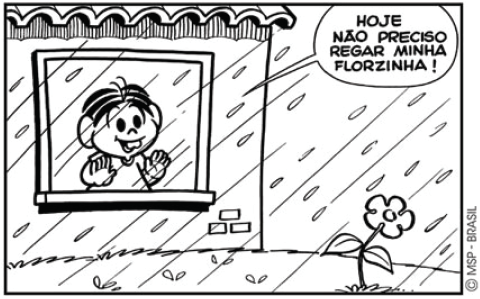 HOJE
NÃO PRECISO
REGAR MINHA
FLORZINHA!
© MSP - BRASIL